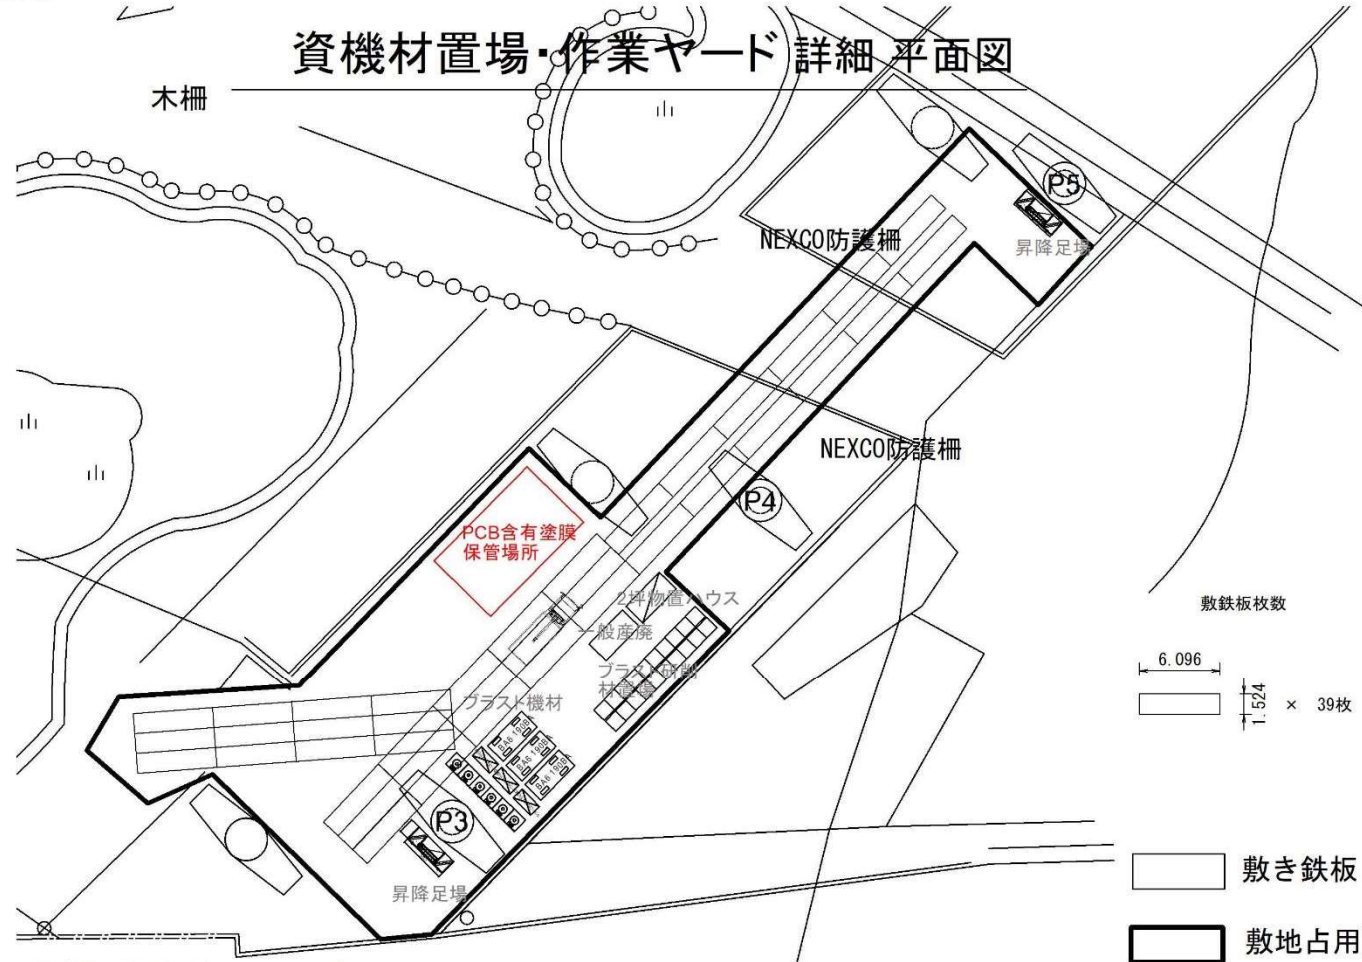 資機材置場・作業ヤード 詳細 平面図
木柵
P5
NEXCO防護柵
昇降足場
NEXCO防護柵
P4
PCB含有塗膜
保管場所
2坪物置ハウス
一般産廃
ブラスト研削
材置場
ブラスト機材
P3
昇降足場
敷鉄板枚数
6.096
1.524
× 39枚
敷き鉄板
敷地占用